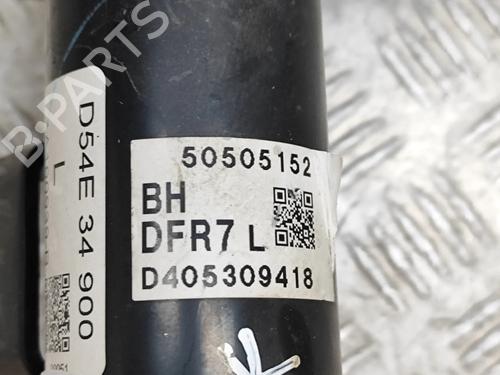 B-PARTS
50505152
BH
DFR7 L
D405309418
D54E 34 900
L